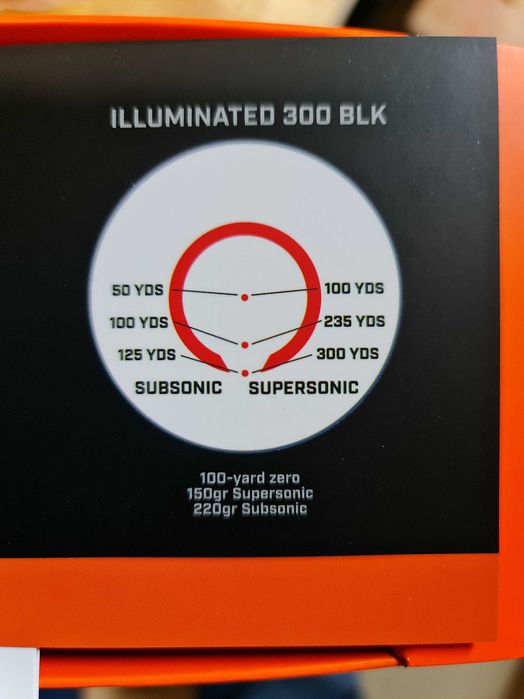 ILLUMINATED 300 BLK
50 YDS 100 YDS
100 YDS 235 YDS
125 YDS 300 YDS
SUBSONIC SUPERSONIC
100-yard zero
150gr Supersonic
220gr Subsonic